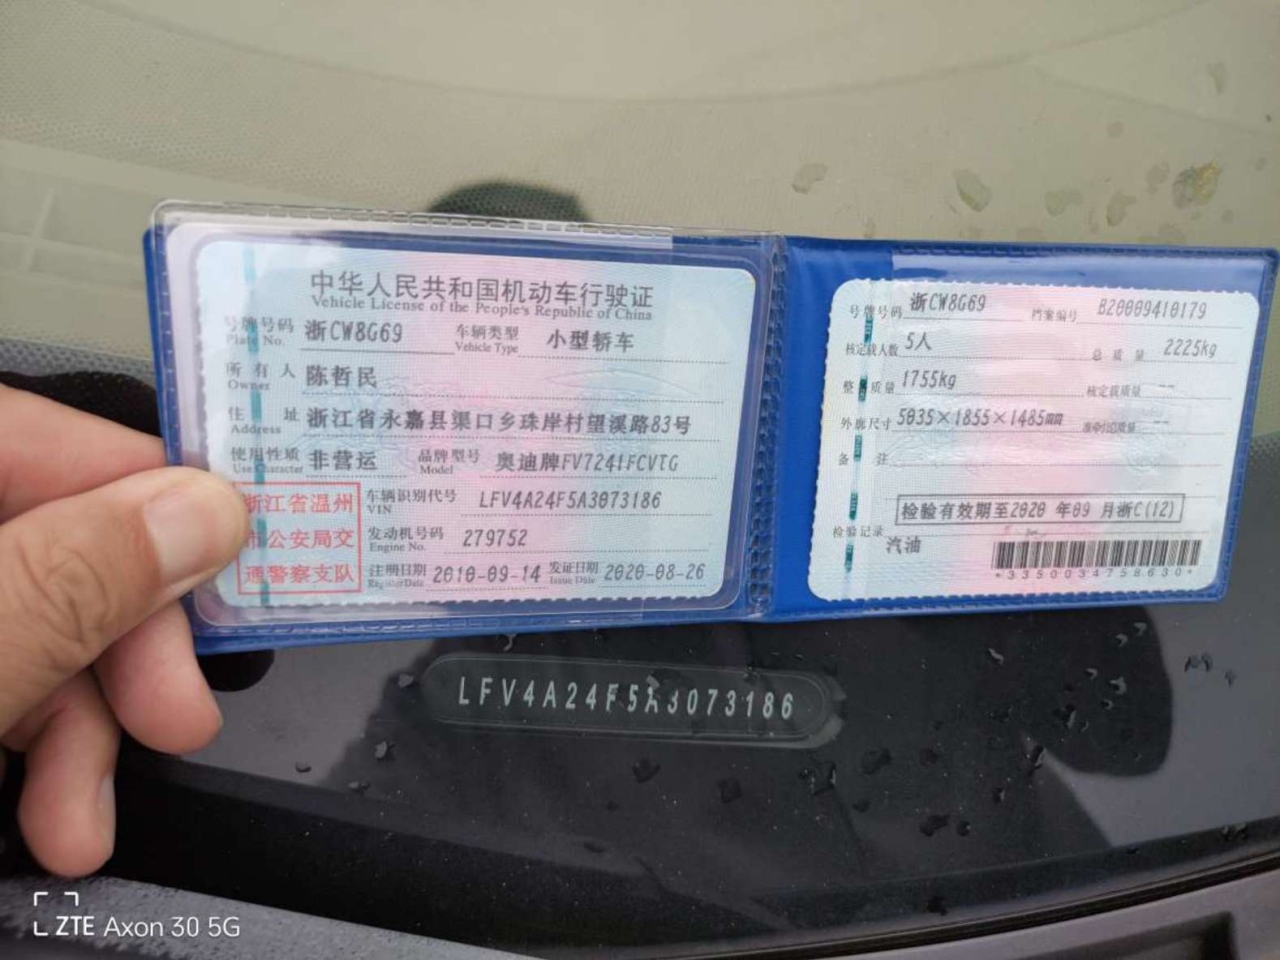 中华人民共和国机动车行驶证
Vehicle License of the People's Republic of China
号牌号码 浙CW8G69 车辆类型 小型轿车
Plate No. Vehicle Type
所有人 陈哲民
Owner
住址 浙江省永嘉县渠口乡珠岸村望溪路83号
Address
使用性质 非营运 品牌型号 奥迪牌FV7241FCVTG
Use Character Model
浙江省温州
市公安局交
通警察支队
车辆识别代号 LFV4A24F5A3073186
VIN
发动机号码 279752
Engine No.
注册日期 2010-09-14 发证日期 2020-08-26
Register Date Issue Date
号牌号码 浙CW8G69 档案编号 B20009410179
核定载人数 5人 总质量 2225kg
整备质量 1755kg 核定载质量 --
外廓尺寸 5035×1855×1485mm 准牵引总质量 --
备注
检验有效期至2020年09月浙C(12)
检验记录
汽油
*3350034758630*
LFV4A24F5A3073186
ZTE Axon 30 5G